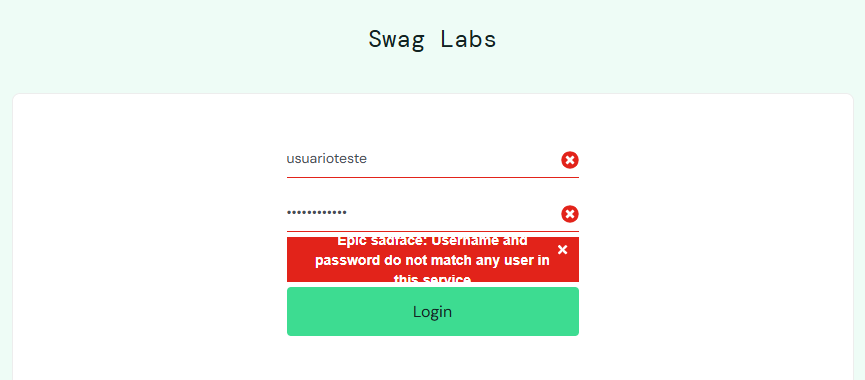 Swag Labs
usuarioteste
••••••••••••
Epic sadface: Username and
password do not match any user in
this service
Login